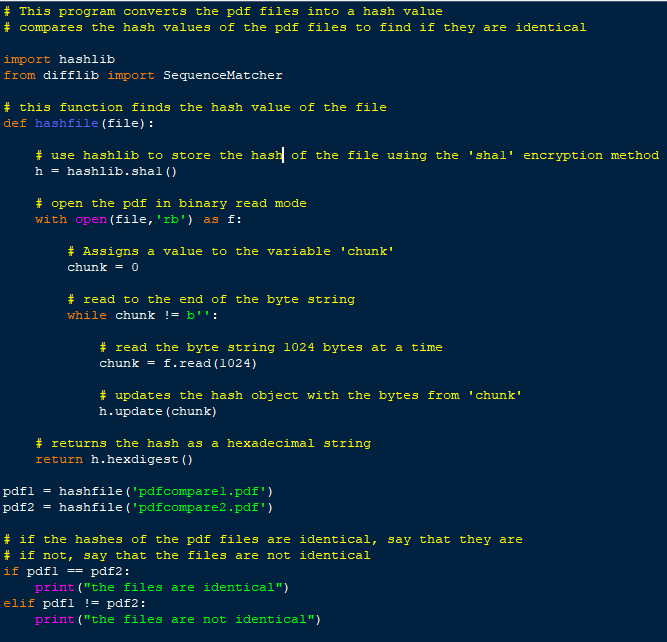 # This program converts the pdf files into a hash value
# compares the hash values of the pdf files to find if they are identical
import hashlib
from difflib import SequenceMatcher
# this function finds the hash value of the file
def hashfile(file):
    # use hashlib to store the hash of the file using the 'sha1' encryption method
    h = hashlib.sha1()
    # open the pdf in binary read mode
    with open(file,'rb') as f:
        # Assigns a value to the variable 'chunk'
        chunk = 0
        # read to the end of the byte string
        while chunk != b'':
            # read the byte string 1024 bytes at a time
            chunk = f.read(1024)
            # updates the hash object with the bytes from 'chunk'
            h.update(chunk)
    # returns the hash as a hexadecimal string
    return h.hexdigest()
pdf1 = hashfile('pdfcompare1.pdf')
pdf2 = hashfile('pdfcompare2.pdf')
# if the hashes of the pdf files are identical, say that they are
# if not, say that the files are not identical
if pdf1 == pdf2:
    print("the files are identical")
elif pdf1 != pdf2:
    print("the files are not identical")